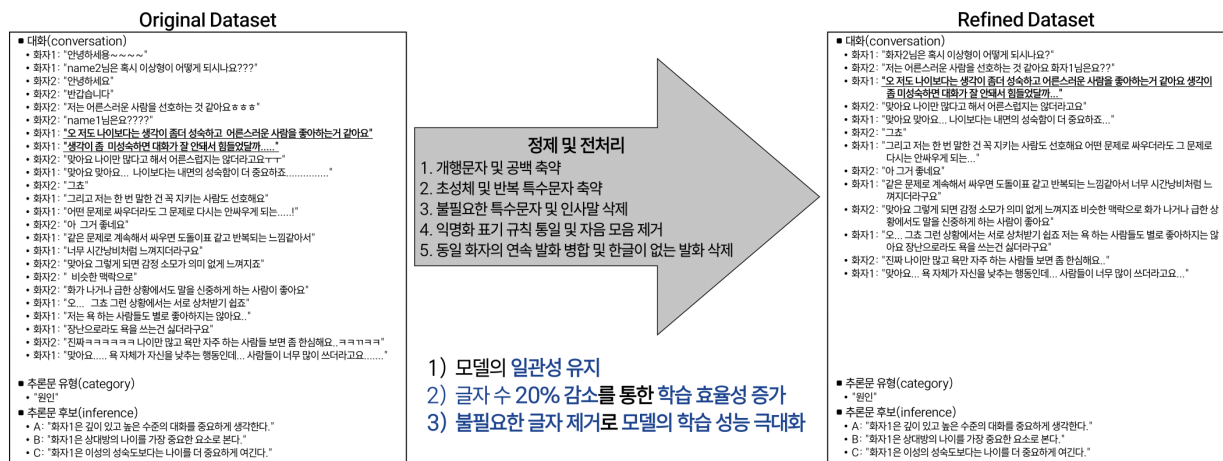 Original Dataset
■ 대화(conversation)
• 화자1: "안녕하세용~~~~"
• 화자1: "name2님은 혹시 이상형이 어떻게 되시나요???"
• 화자2: "안녕하세요"
• 화자2: "반갑습니다"
• 화자2: "저는 어른스러운 사람을 선호하는 것 같아요ㅎㅎㅎ"
• 화자2: "name1님은요????"
• 화자1: "오 저도 나이보다는 생각이 좀더 성숙하고 어른스러운 사람을 좋아하는거 같아요"
• 화자1: "생각이 좀 미성숙하면 대화가 잘 안돼서 힘들었달까....."
• 화자2: "맞아요 나이만 많다고 해서 어른스럽지는 않더라고요ㅜㅜ"
• 화자1: "맞아요 맞아요... 나이보다는 내면의 성숙함이 더 중요하죠.............."
• 화자2: "그쵸"
• 화자1: "그리고 저는 한 번 말한 건 꼭 지키는 사람도 선호해요"
• 화자1: "어떤 문제로 싸우더라도 그 문제로 다시는 안싸우게 되는.....!"
• 화자2: "아 그거 좋네요"
• 화자1: "같은 문제로 계속해서 싸우면 도돌이표 같고 반복되는 느낌같아서"
• 화자1: "너무 시간낭비처럼 느껴지더라구요"
• 화자2: "맞아요 그렇게 되면 감정 소모가 의미 없게 느껴지죠"
• 화자2: " 비슷한 맥락으로"
• 화자2: "화가 나거나 급한 상황에서도 말을 신중하게 하는 사람이 좋아요"
• 화자1: "오... 그쵸 그런 상황에서는 서로 상처받기 쉽죠"
• 화자1: "저는 욕 하는 사람들도 별로 좋아하지는 않아요.."
• 화자1: "장난으로라도 욕을 쓰는건 싫더라구요"
• 화자2: "진짜ㅋㅋㅋㅋㅋㅋ나이만 많고 욕만 자주 하는 사람들 보면 좀 한심해요..ㅋㅋㄲㅋㅋ"
• 화자1: "맞아요..... 욕 자체가 자신을 낮추는 행동인데... 사람들이 너무 많이 쓰더라고요......."
■ 추론문 유형(category)
• "원인"
■ 추론문 후보(inference)
• A: "화자1은 깊이 있고 높은 수준의 대화를 중요하게 생각한다."
• B: "화자1은 상대방의 나이를 가장 중요한 요소로 본다."
• C: "화자1은 이성의 성숙도보다는 나이를 더 중요하게 여긴다."
정제 및 전처리
1. 개행문자 및 공백 축약
2. 초성체 및 반복 특수문자 축약
3. 불필요한 특수문자 및 인사말 삭제
4. 익명화 표기 규칙 통일 및 자음 모음 제거
5. 동일 화자의 연속 발화 병합 및 한글이 없는 발화 삭제
1) 모델의 일관성 유지
2) 글자 수 20% 감소를 통한 학습 효율성 증가
3) 불필요한 글자 제거로 모델의 학습 성능 극대화
Refined Dataset
■ 대화(conversation)
• 화자1: "화자2님은 혹시 이상형이 어떻게 되시나요?"
• 화자2: "저는 어른스러운 사람을 선호하는 것 같아요 화자1님은요??"
• 화자1: "오 저도 나이보다는 생각이 좀더 성숙하고 어른스러운 사람을 좋아하는거 같아요 생각이
좀 미성숙하면 대화가 잘 안돼서 힘들었달까..."
• 화자2: "맞아요 나이만 많다고 해서 어른스럽지는 않더라고요"
• 화자1: "맞아요 맞아요... 나이보다는 내면의 성숙함이 더 중요하죠..."
• 화자2: "그쵸"
• 화자1: "그리고 저는 한 번 말한 건 꼭 지키는 사람도 선호해요 어떤 문제로 싸우더라도 그 문제로
다시는 안싸우게 되는..."
• 화자2: "아 그거 좋네요"
• 화자1: "같은 문제로 계속해서 싸우면 도돌이표 같고 반복되는 느낌같아서 너무 시간낭비처럼 느
껴지더라구요"
• 화자2: "맞아요 그렇게 되면 감정 소모가 의미 없게 느껴지죠 비슷한 맥락으로 화가 나거나 급한 상
황에서도 말을 신중하게 하는 사람이 좋아요"
• 화자1: "오... 그쵸 그런 상황에서는 서로 상처받기 쉽죠 저는 욕 하는 사람들도 별로 좋아하지는 않
아요 장난으로라도 욕을 쓰는건 싫더라구요"
• 화자2: "진짜 나이만 많고 욕만 자주 하는 사람들 보면 좀 한심해요.."
• 화자1: "맞아요... 욕 자체가 자신을 낮추는 행동인데... 사람들이 너무 많이 쓰더라고요..."
■ 추론문 유형(category)
• "원인"
■ 추론문 후보(inference)
• A: "화자1은 깊이 있고 높은 수준의 대화를 중요하게 생각한다."
• B: "화자1은 상대방의 나이를 가장 중요한 요소로 본다."
• C: "화자1은 이성의 성숙도보다는 나이를 더 중요하게 여긴다."